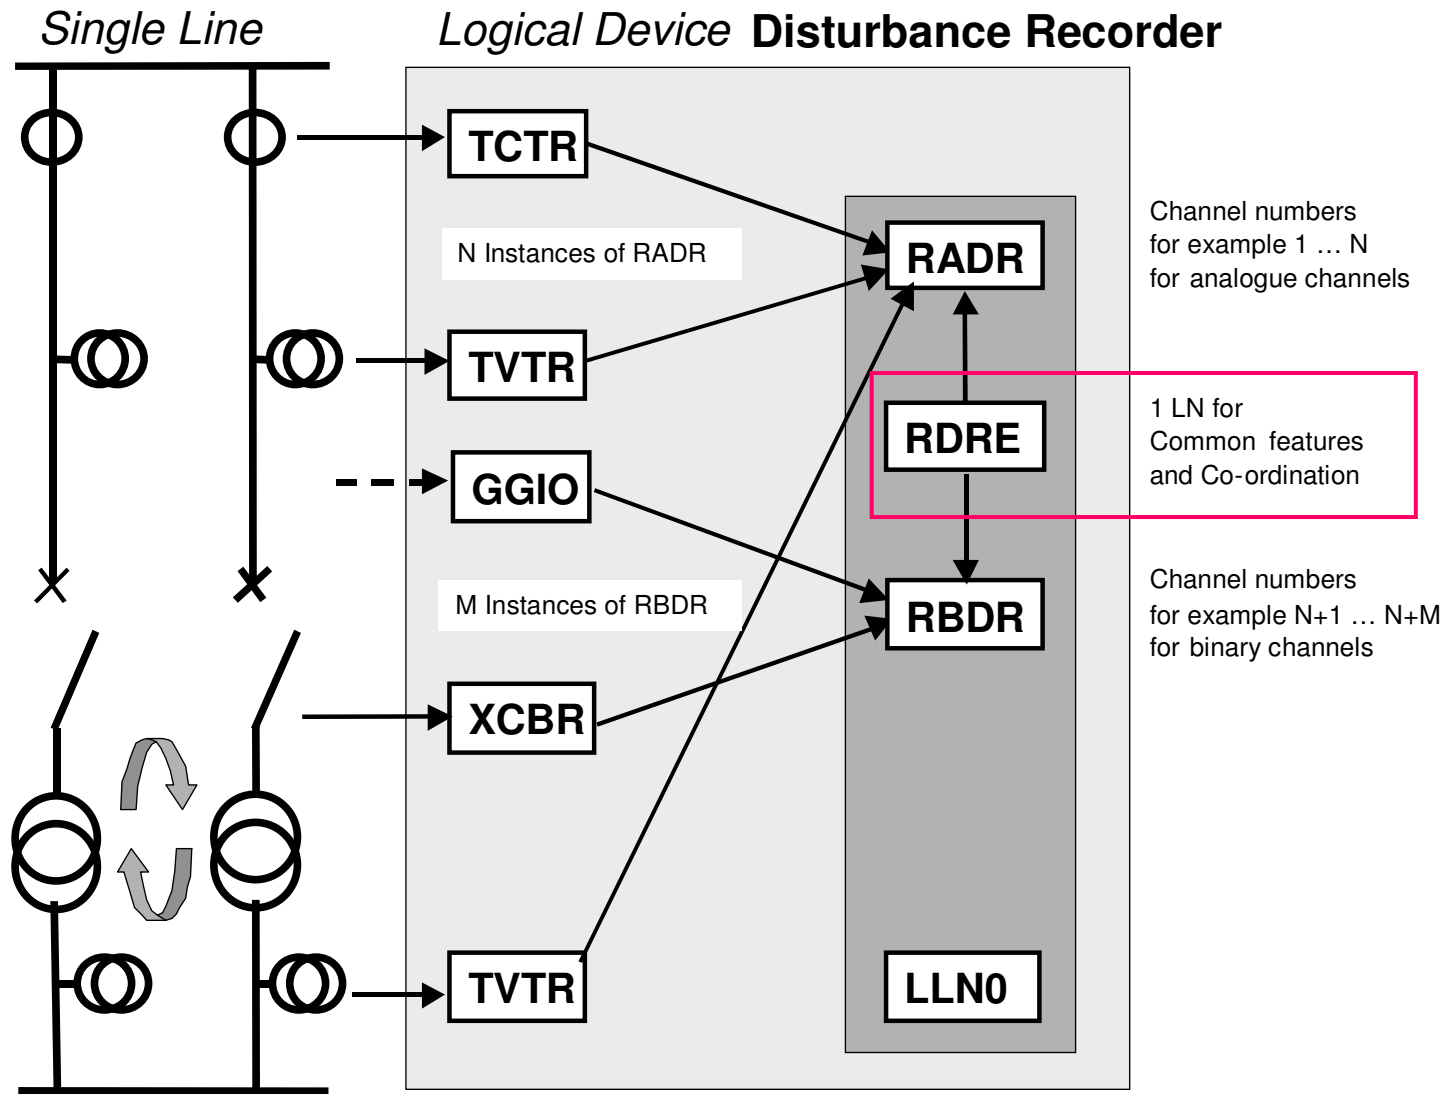 Single Line
Logical Device Disturbance Recorder
TCTR
N Instances of RADR
TVTR
GGIO
M Instances of RBDR
XCBR
TVTR
RADR
RDRE
RBDR
LLN0
Channel numbers
for example 1 … N
for analogue channels
1 LN for
Common features
and Co-ordination
Channel numbers
for example N+1 … N+M
for binary channels